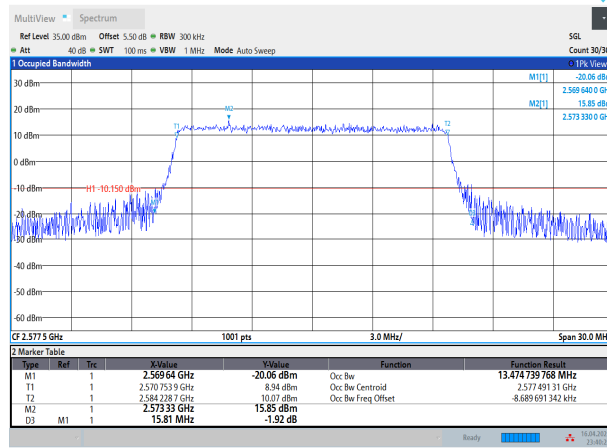 MultiView Spectrum
Ref Level 35.00 dBm Offset 5.50 dB RBW 300 kHz SGL
Att 40 dB SWT 100 ms VBW 1 MHz Mode Auto Sweep Count 30/30
1 Occupied Bandwidth 1Pk View
M1[1] -20.06 dBm
2.569 640 0 GH
M2[1] 15.85 dBm
2.573 330 0 GH
30 dBm
20 dBm
M2
T1 T2
10 dBm
0 dBm
-10 dBm
H1 -10.150 dBm
-20 dBm
-30 dBm
-40 dBm
-50 dBm
-60 dBm
CF 2.577 5 GHz 1001 pts 3.0 MHz/ Span 30.0 MH
2 Marker Table
Type Ref Trc X-Value Y-Value Function Function Result
M1 1 2.569 64 GHz -20.06 dBm Occ Bw 13.474 739 768 MHz
T1 1 2.570 753 9 GHz 8.94 dBm Occ Bw Centroid 2.577 491 31 GHz
T2 1 2.584 228 7 GHz 10.07 dBm Occ Bw Freq Offset -8.689 691 342 kHz
M2 1 2.573 33 GHz 15.85 dBm
D3 M1 1 15.81 MHz -1.92 dB
Ready 16.04.202
23:40:2